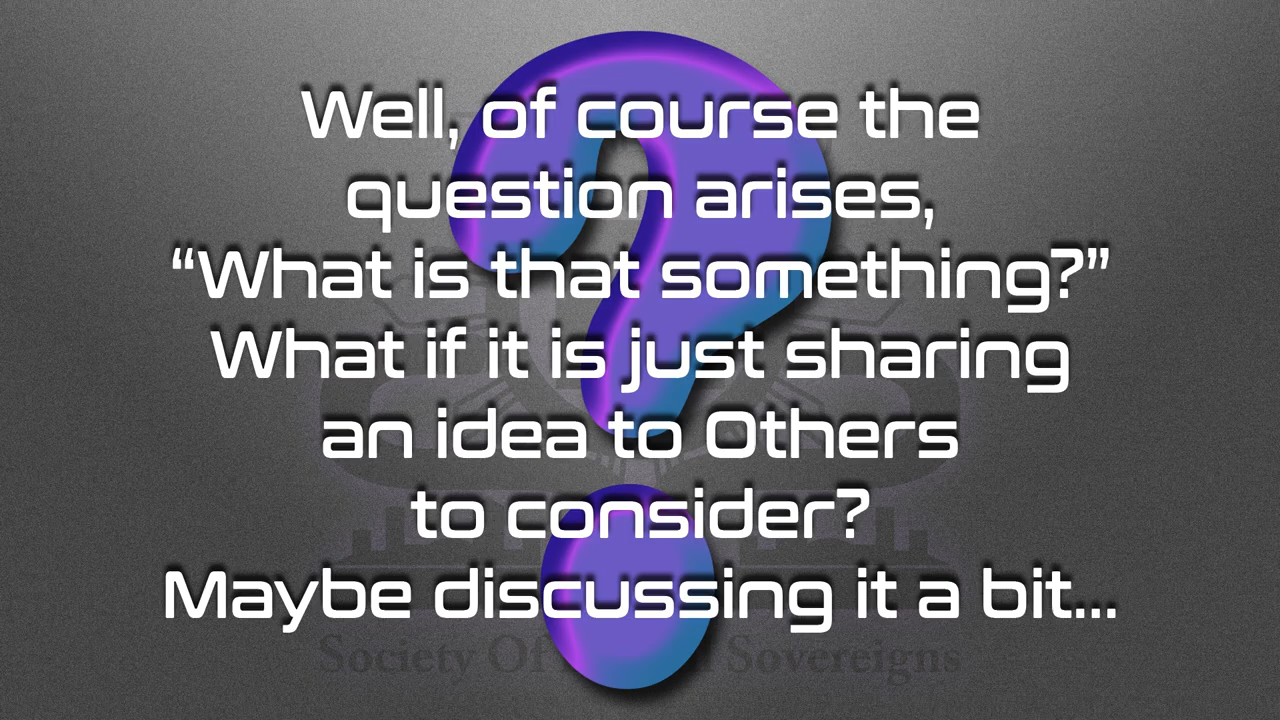 Well, of course the
question arises,
“What is that something?”
What if it is just sharing
an idea to Others
to consider?
Maybe discussing it a bit...
Society Of Sovereigns